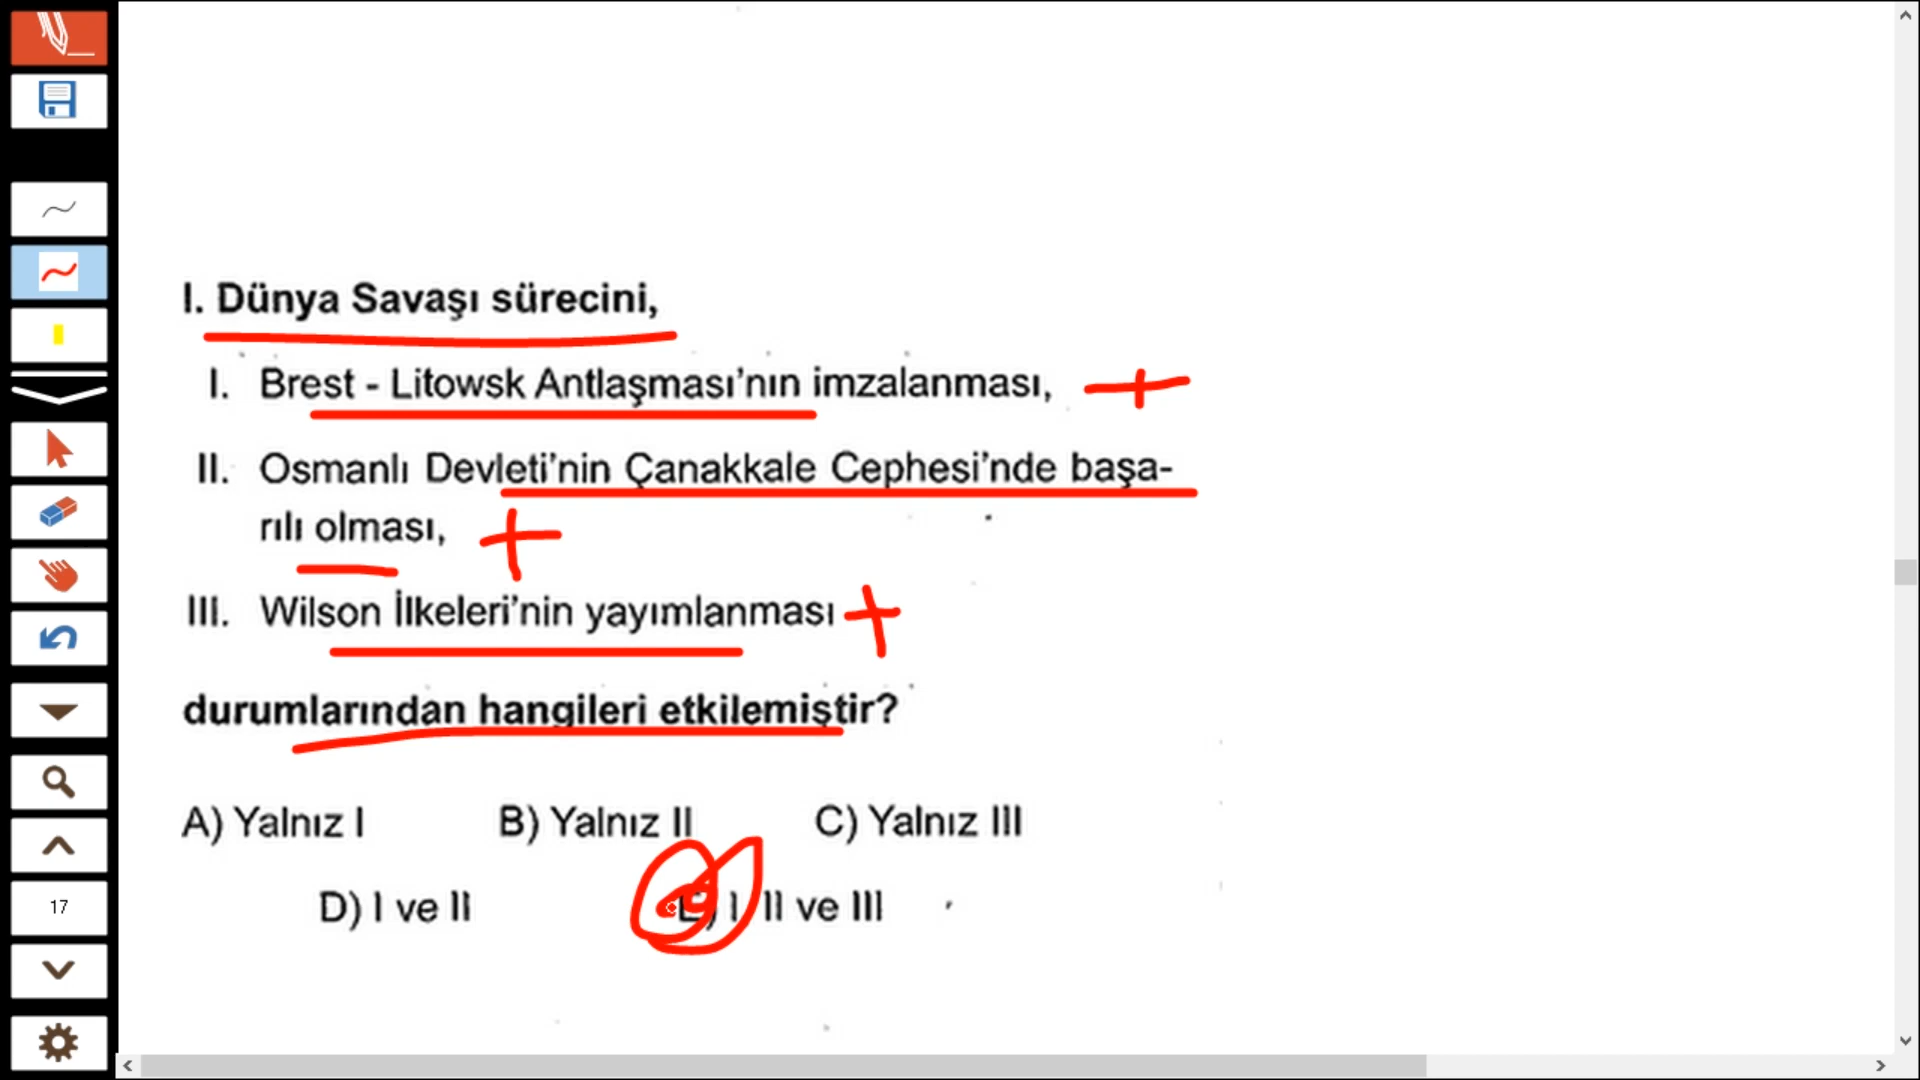 I. Dünya Savaşı sürecini,
I. Brest - Litowsk Antlaşması'nın imzalanması,
II. Osmanlı Devleti'nin Çanakkale Cephesi'nde başa-
rılı olması,
III. Wilson İlkeleri'nin yayımlanması
durumlarından hangileri etkilemiştir?
A) Yalnız I B) Yalnız II C) Yalnız III
D) I ve II E) I, II ve III
17